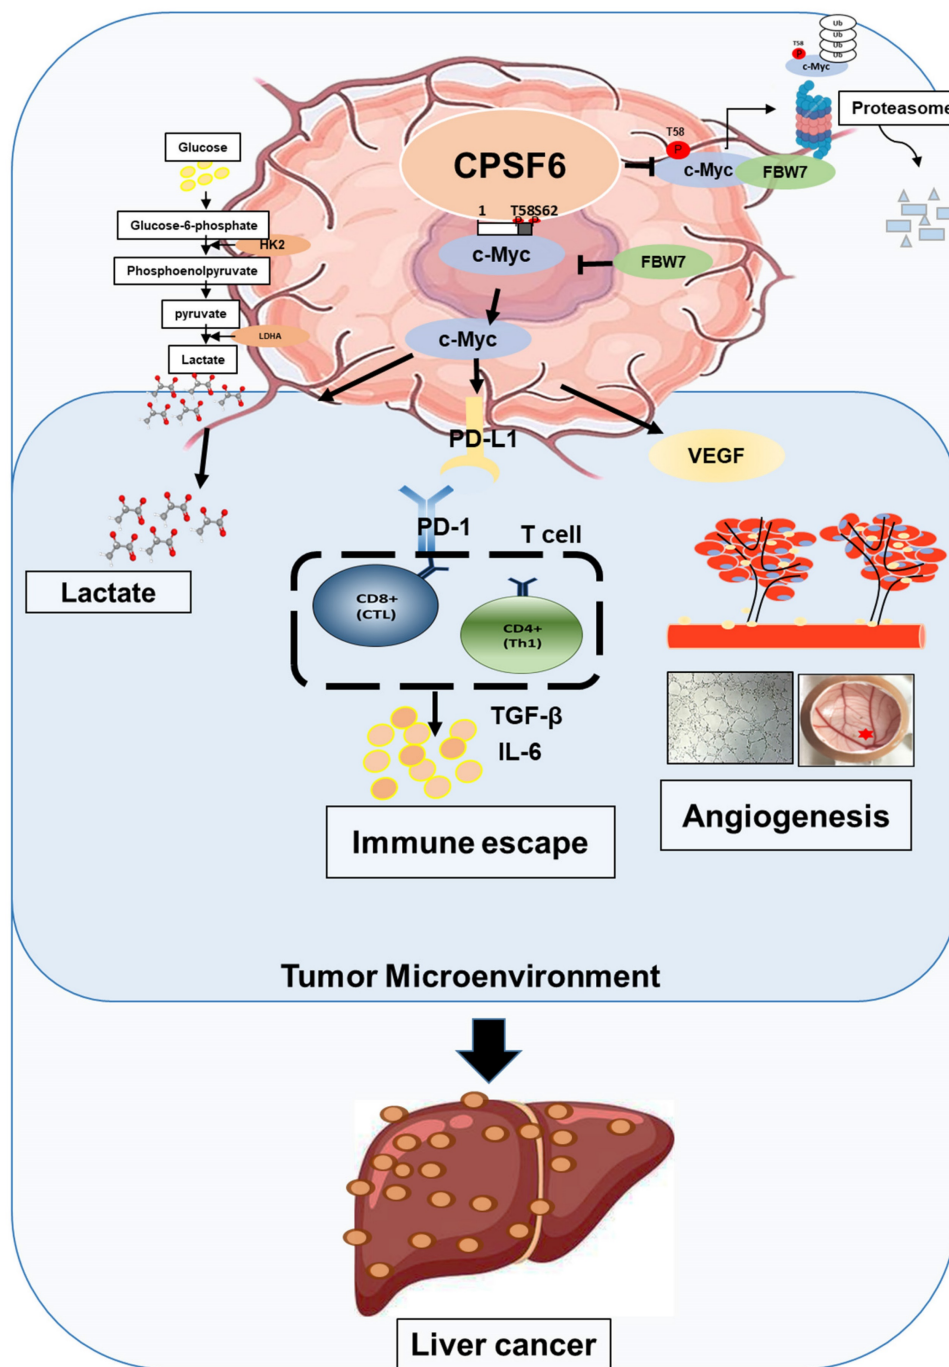 Ub
Ub
Ub
Ub
T58
P
c-Myc
Proteasome
Glucose
Glucose-6-phosphate
HK2
Phosphoenolpyruvate
pyruvate
LDHA
Lactate
CPSF6
T58
P
c-Myc
FBW7
1
T58S62
P
P
c-Myc
FBW7
c-Myc
PD-L1
VEGF
PD-1
T cell
Lactate
CD8+
(CTL)
CD4+
(Th1)
TGF-β
IL-6
Immune escape
Angiogenesis
Tumor Microenvironment
Liver cancer